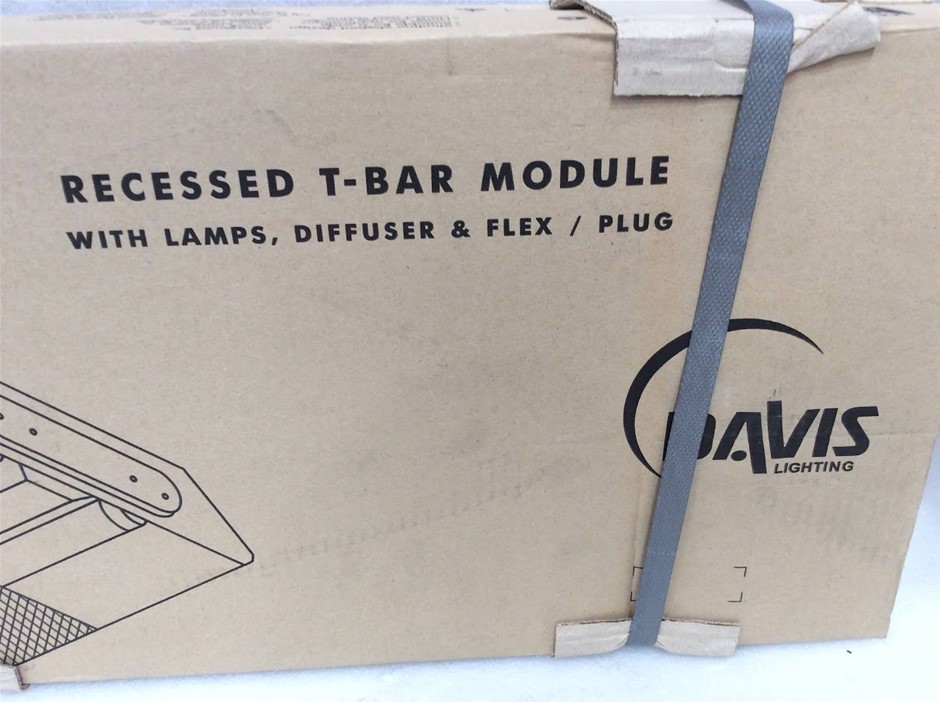 RECESSED T-BAR MODULE
WITH LAMPS, DIFFUSER & FLEX / PLUG
DAVIS
LIGHTING